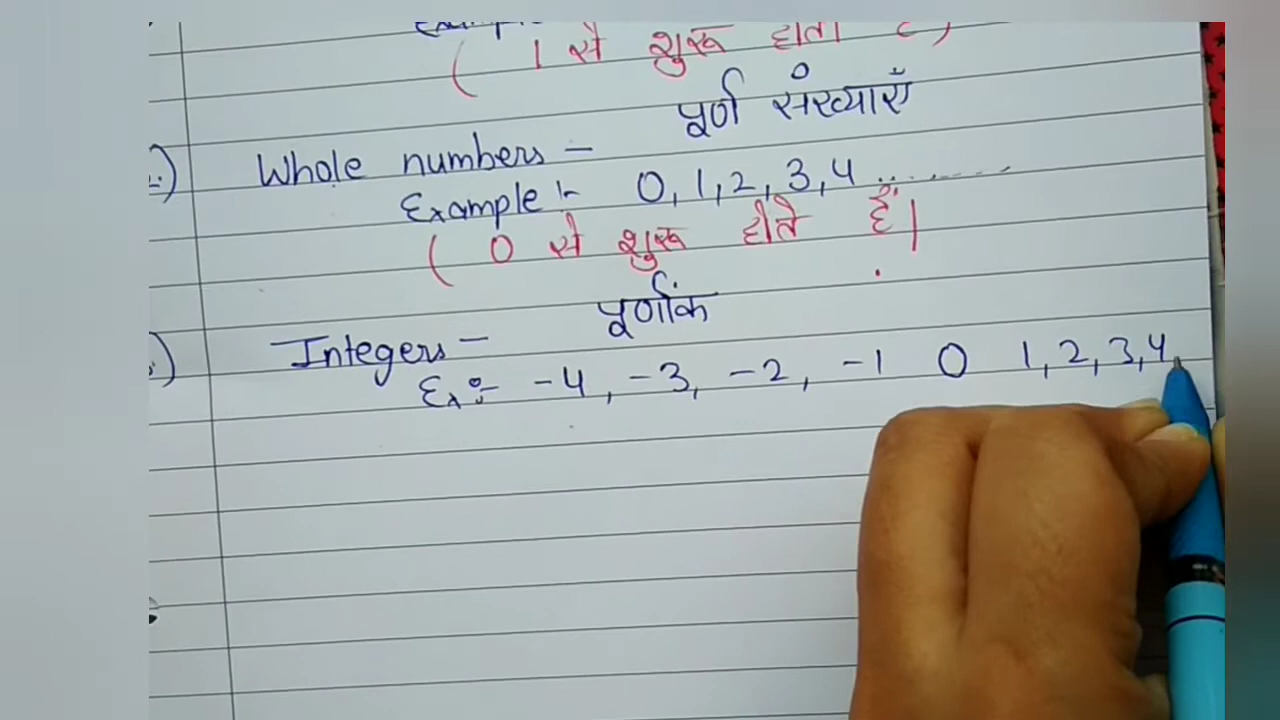 ( 1 से शुरू होता
पूर्ण संख्याएँ
2.) Whole numbers -
Example :- 0, 1, 2, 3, 4 ..........
( 0 से शुरू होते हैं।
पूर्णांक
) Integers -
Ex :- -4, -3, -2, -1 0 1, 2, 3, 4,